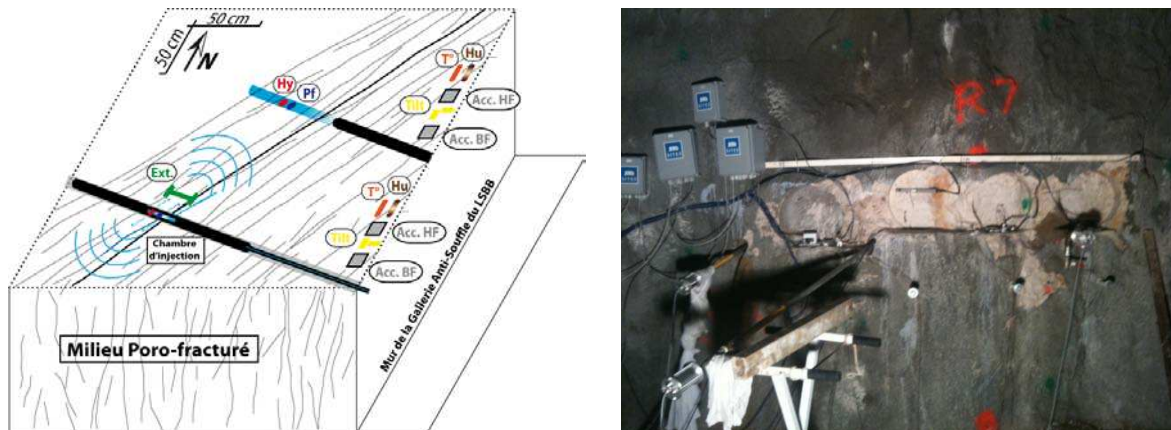 50 cm
50 cm
N
Hy
Pf
T°
Hu
Tilt
Acc. HF
Acc. BF
Ext.
T°
Hu
Tilt
Acc. HF
Acc. BF
Chambre
d'injection
Mur de la Gallerie Anti-Souffle du LSBB
Milieu Poro-fracturé
R7